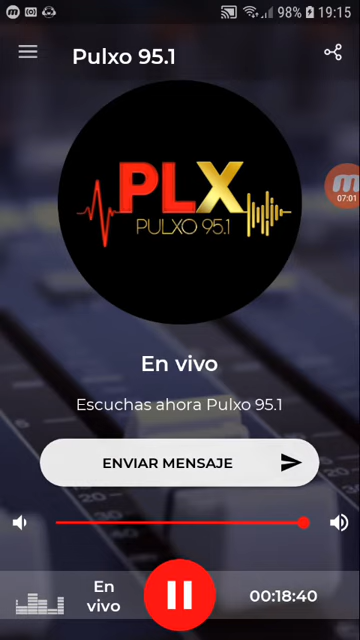 98% 19:15
Pulxo 95.1
PLX
PULXO 95.1
07:01
En vivo
Escuchas ahora Pulxo 95.1
ENVIAR MENSAJE
En
vivo
00:18:40